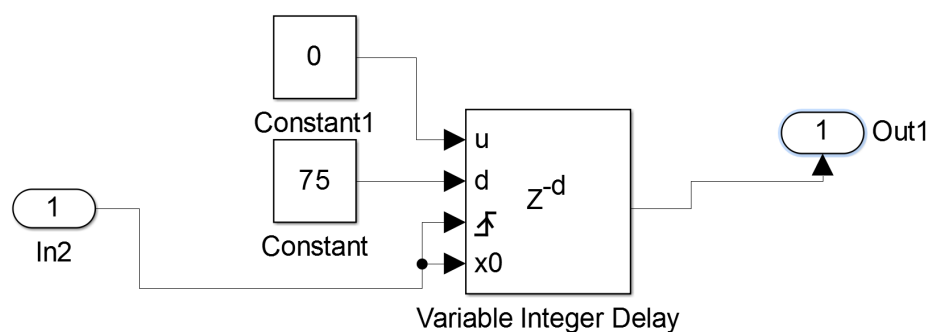 0
Constant1
75
Constant
1
In2
u
d
x0
z-d
Variable Integer Delay
1
Out1